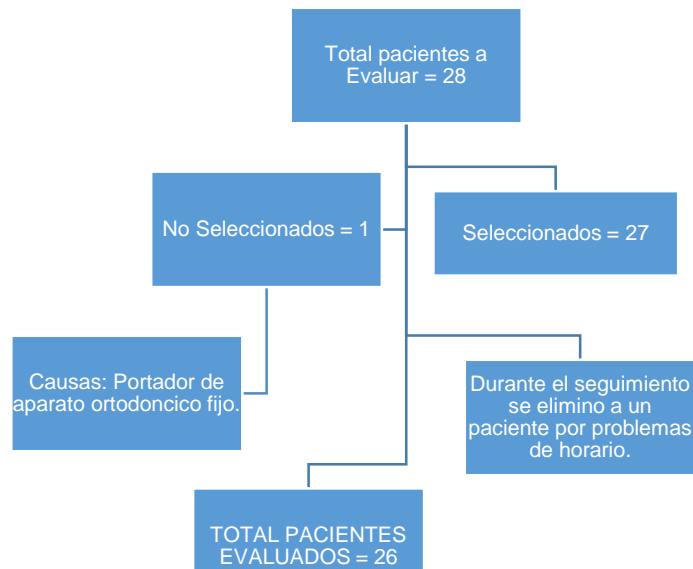 Total pacientes a
Evaluar = 28
No Seleccionados = 1
Seleccionados = 27
Causas: Portador de
aparato ortodoncico fijo.
Durante el seguimiento
se elimino a un
paciente por problemas
de horario.
TOTAL PACIENTES
EVALUADOS = 26